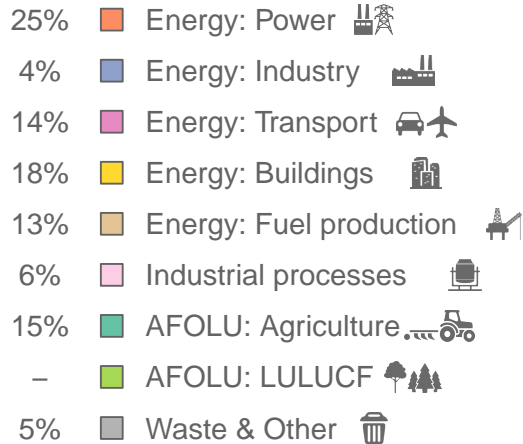 25% Energy: Power
4% Energy: Industry
14% Energy: Transport
18% Energy: Buildings
13% Energy: Fuel production
6% Industrial processes
15% AFOLU: Agriculture
– AFOLU: LULUCF
5% Waste & Other